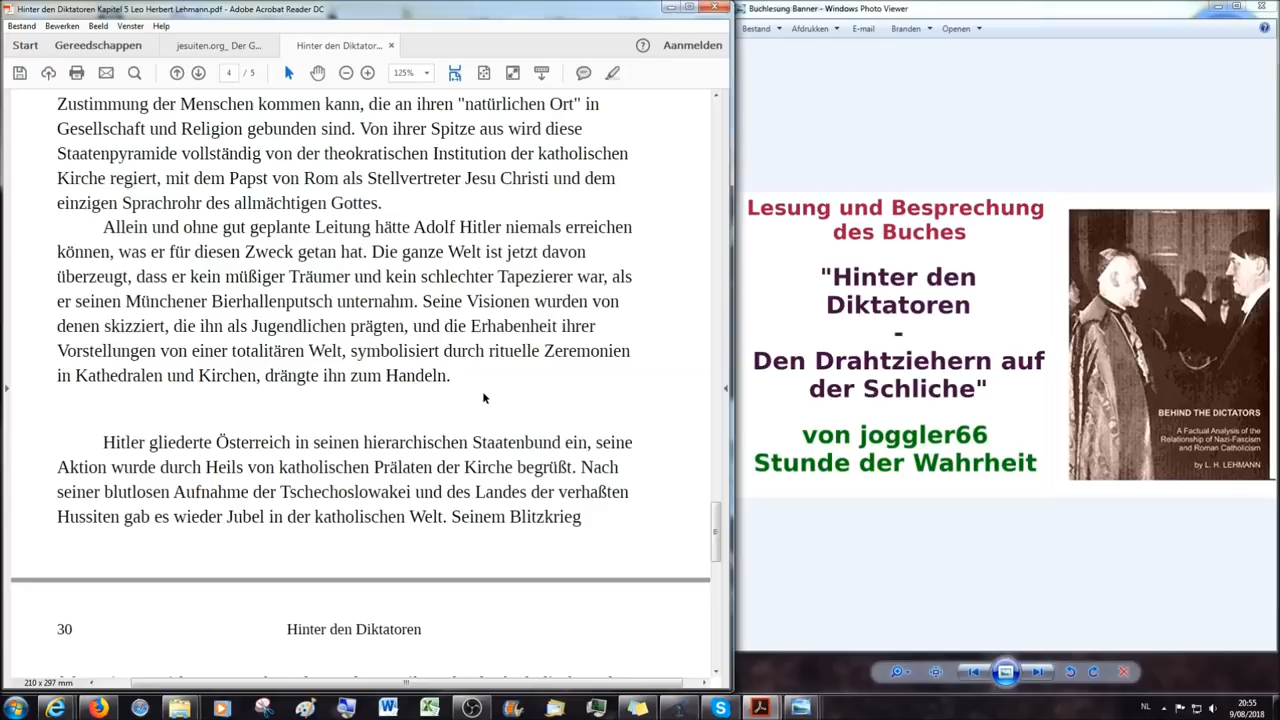 Hinter den Diktatoren Kapitel 5 Leo Herbert Lehmann.pdf - Adobe Acrobat Reader DC
Bestand Bewerken Beeld Venster Help
Start Gereedschappen jesuiten.org_ Der G... Hinter den Diktator... × Aanmelden
4 / 5 125%
Zustimmung der Menschen kommen kann, die an ihren "natürlichen Ort" in
Gesellschaft und Religion gebunden sind. Von ihrer Spitze aus wird diese
Staatenpyramide vollständig von der theokratischen Institution der katholischen
Kirche regiert, mit dem Papst von Rom als Stellvertreter Jesu Christi und dem
einzigen Sprachrohr des allmächtigen Gottes.
Allein und ohne gut geplante Leitung hätte Adolf Hitler niemals erreichen
können, was er für diesen Zweck getan hat. Die ganze Welt ist jetzt davon
überzeugt, dass er kein müßiger Träumer und kein schlechter Tapezierer war, als
er seinen Münchener Bierhallenputsch unternahm. Seine Visionen wurden von
denen skizziert, die ihn als Jugendlichen prägten, und die Erhabenheit ihrer
Vorstellungen von einer totalitären Welt, symbolisiert durch rituelle Zeremonien
in Kathedralen und Kirchen, drängte ihn zum Handeln.
Hitler gliederte Österreich in seinen hierarchischen Staatenbund ein, seine
Aktion wurde durch Heils von katholischen Prälaten der Kirche begrüßt. Nach
seiner blutlosen Aufnahme der Tschechoslowakei und des Landes der verhaßten
Hussiten gab es wieder Jubel in der katholischen Welt. Seinem Blitzkrieg
30 Hinter den Diktatoren
210 x 297 mm
Buchlesung Banner - Windows Photo Viewer
Bestand Afdrukken E-mail Branden Openen
Lesung und Besprechung
des Buches
"Hinter den
Diktatoren
-
Den Drahtziehern auf
der Schliche"
von joggler66
Stunde der Wahrheit
BEHIND THE DICTATORS
A Factual Analysis of the
Relationship of Nazi-Fascism
and Roman Catholicism
by L. H. LEHMANN
NL 20:55
9/08/2018